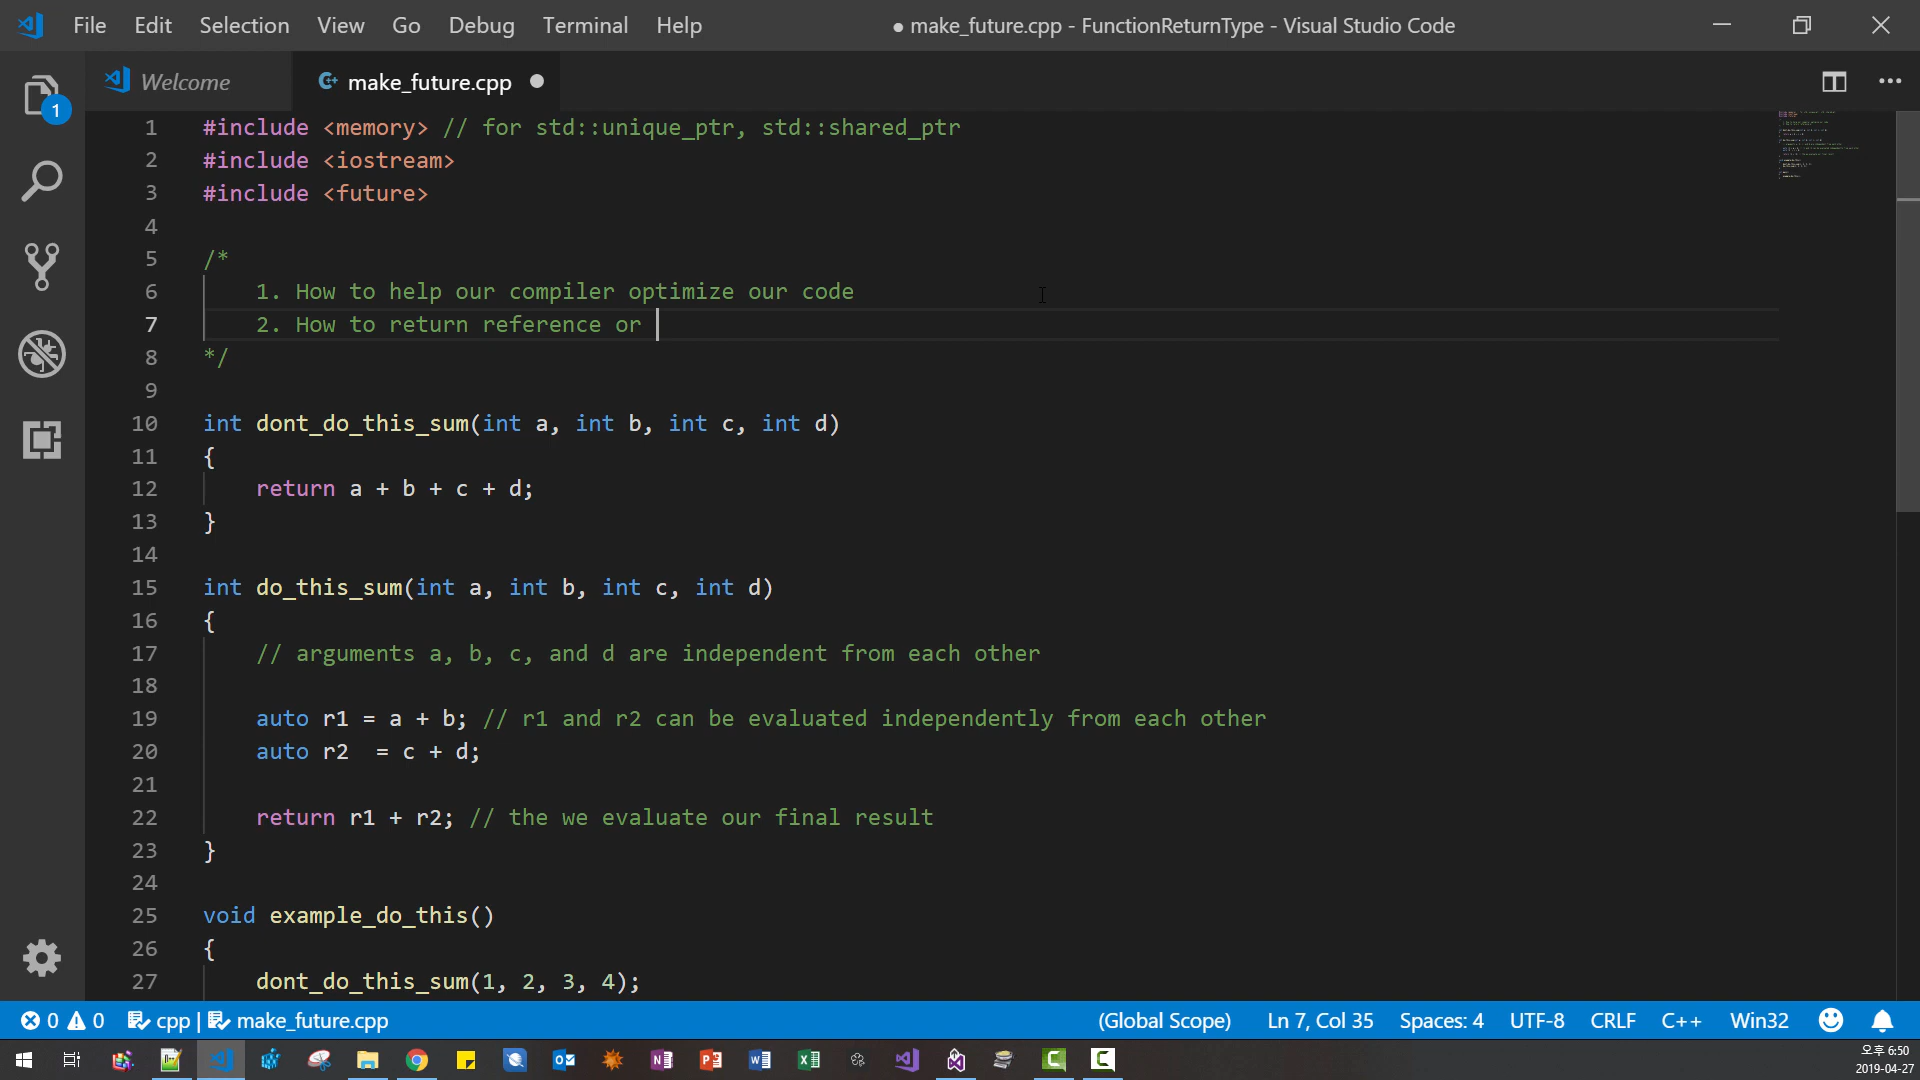 File Edit Selection View Go Debug Terminal Help ● make_future.cpp - FunctionReturnType - Visual Studio Code
Welcome make_future.cpp
1
1 #include <memory> // for std::unique_ptr, std::shared_ptr
2 #include <iostream>
3 #include <future>
4
5 /*
6 1. How to help our compiler optimize our code
7 2. How to return reference or
8 */
9
10 int dont_do_this_sum(int a, int b, int c, int d)
11 {
12 return a + b + c + d;
13 }
14
15 int do_this_sum(int a, int b, int c, int d)
16 {
17 // arguments a, b, c, and d are independent from each other
18
19 auto r1 = a + b; // r1 and r2 can be evaluated independently from each other
20 auto r2  = c + d;
21
22 return r1 + r2; // the we evaluate our final result
23 }
24
25 void example_do_this()
26 {
27 dont_do_this_sum(1, 2, 3, 4);
0 0 cpp | make_future.cpp (Global Scope) Ln 7, Col 35 Spaces: 4 UTF-8 CRLF C++ Win32
오후 6:50
2019-04-27